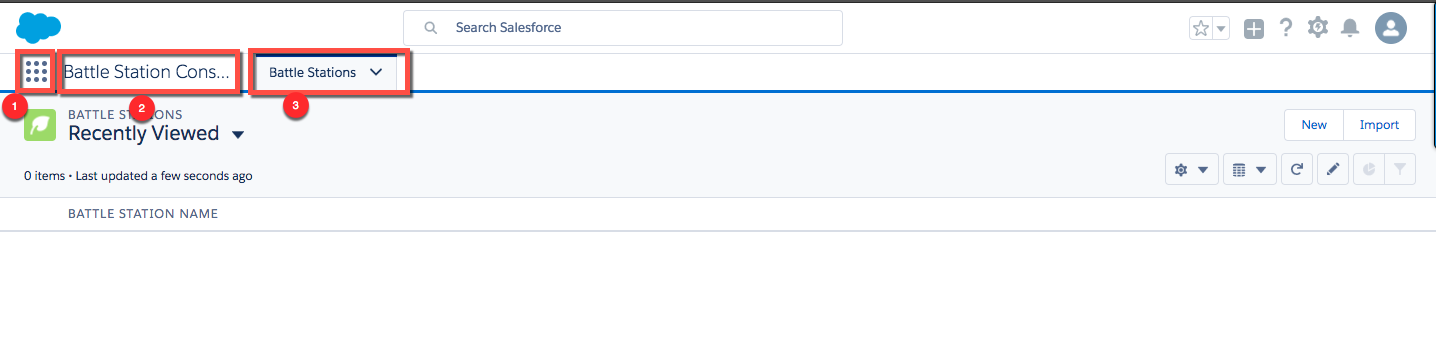 Search Salesforce
Battle Station Cons...
Battle Stations
1
2
3
BATTLE STATIONS
Recently Viewed
New
Import
0 items • Last updated a few seconds ago
BATTLE STATION NAME